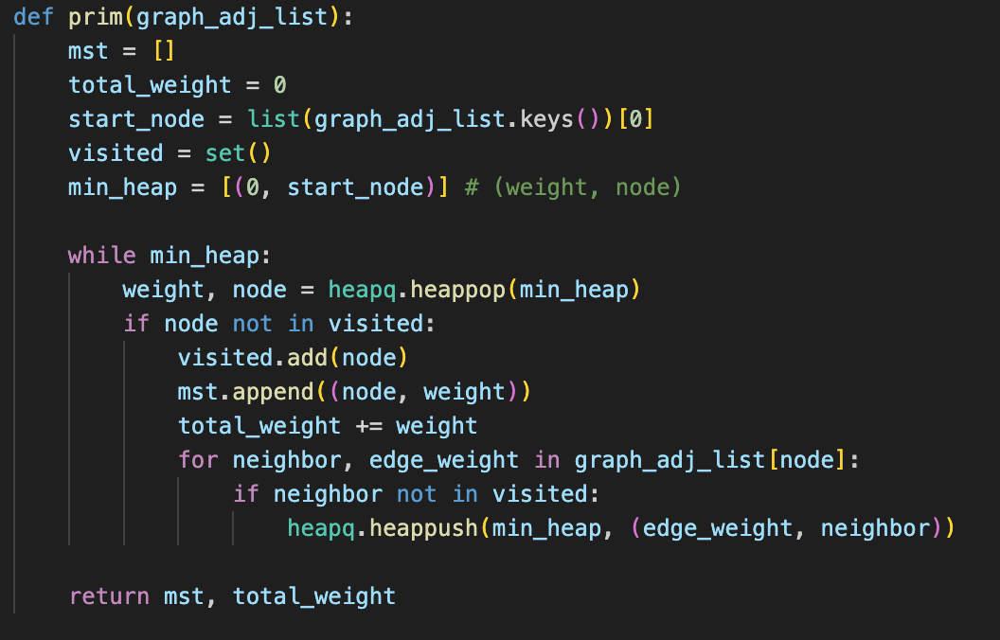 def prim(graph_adj_list):
    mst = []
    total_weight = 0
    start_node = list(graph_adj_list.keys())[0]
    visited = set()
    min_heap = [(0, start_node)] # (weight, node)

    while min_heap:
        weight, node = heapq.heappop(min_heap)
        if node not in visited:
            visited.add(node)
            mst.append((node, weight))
            total_weight += weight
            for neighbor, edge_weight in graph_adj_list[node]:
                if neighbor not in visited:
                    heapq.heappush(min_heap, (edge_weight, neighbor))

    return mst, total_weight